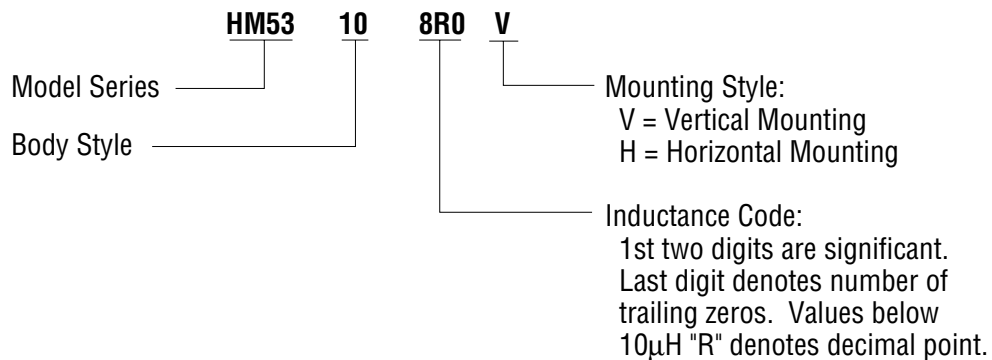 HM53 10 8R0 V
Model Series
Body Style
Mounting Style:
V = Vertical Mounting
H = Horizontal Mounting
Inductance Code:
1st two digits are significant.
Last digit denotes number of
trailing zeros. Values below
10μH "R" denotes decimal point.